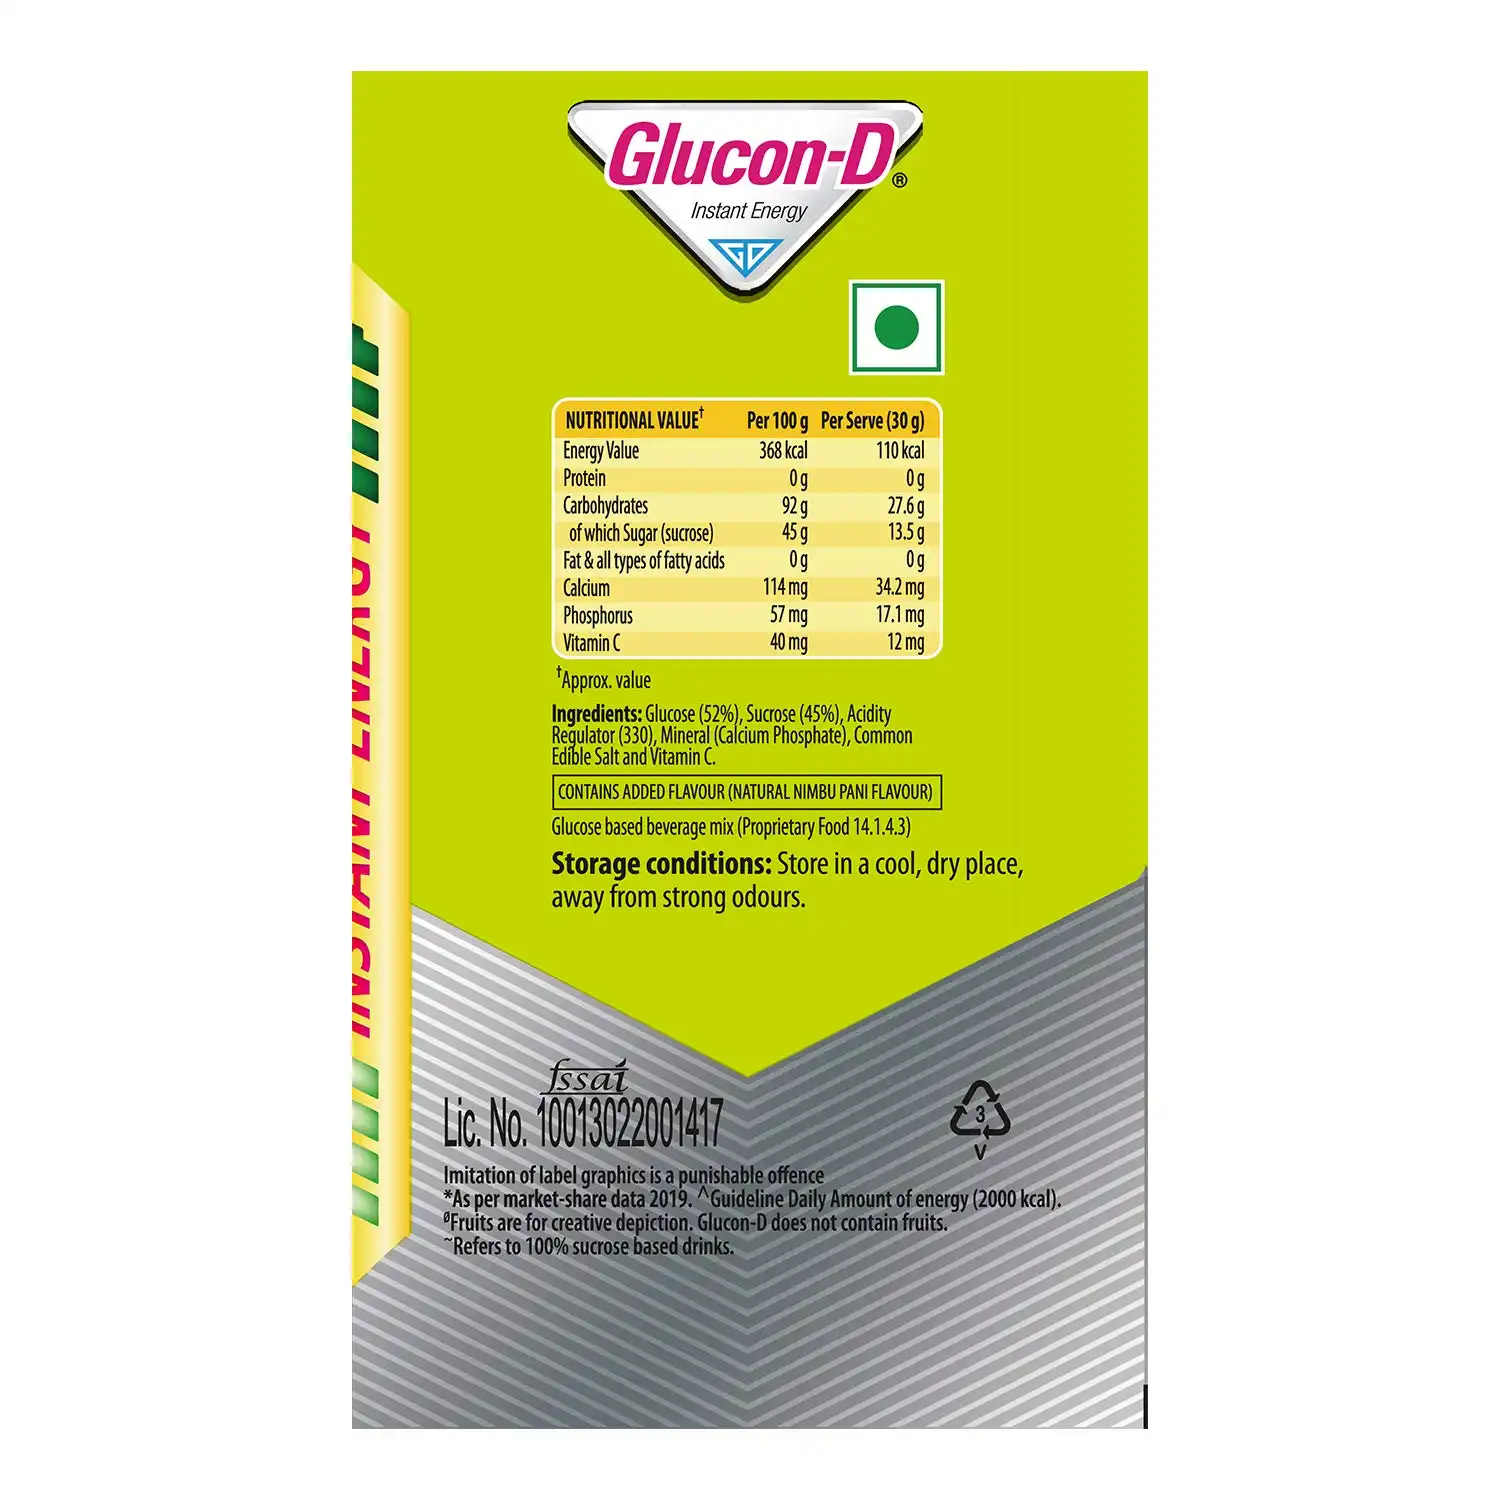 Glucon-D®
Instant Energy
GD
INSTANT ENERGY
NUTRITIONAL VALUE† Per 100 g Per Serve (30 g)
Energy Value 368 kcal 110 kcal
Protein 0 g 0 g
Carbohydrates 92 g 27.6 g
of which Sugar (sucrose) 45 g 13.5 g
Fat & all types of fatty acids 0 g 0 g
Calcium 114 mg 34.2 mg
Phosphorus 57 mg 17.1 mg
Vitamin C 40 mg 12 mg
†Approx. value
Ingredients: Glucose (52%), Sucrose (45%), Acidity
Regulator (330), Mineral (Calcium Phosphate), Common
Edible Salt and Vitamin C.
CONTAINS ADDED FLAVOUR (NATURAL NIMBU PANI FLAVOUR)
Glucose based beverage mix (Proprietary Food 14.1.4.3)
Storage conditions: Store in a cool, dry place,
away from strong odours.
fssai
Lic. No. 10013022001417
3
V
Imitation of label graphics is a punishable offence
*As per market-share data 2019. ^Guideline Daily Amount of energy (2000 kcal).
øFruits are for creative depiction. Glucon-D does not contain fruits.
~Refers to 100% sucrose based drinks.